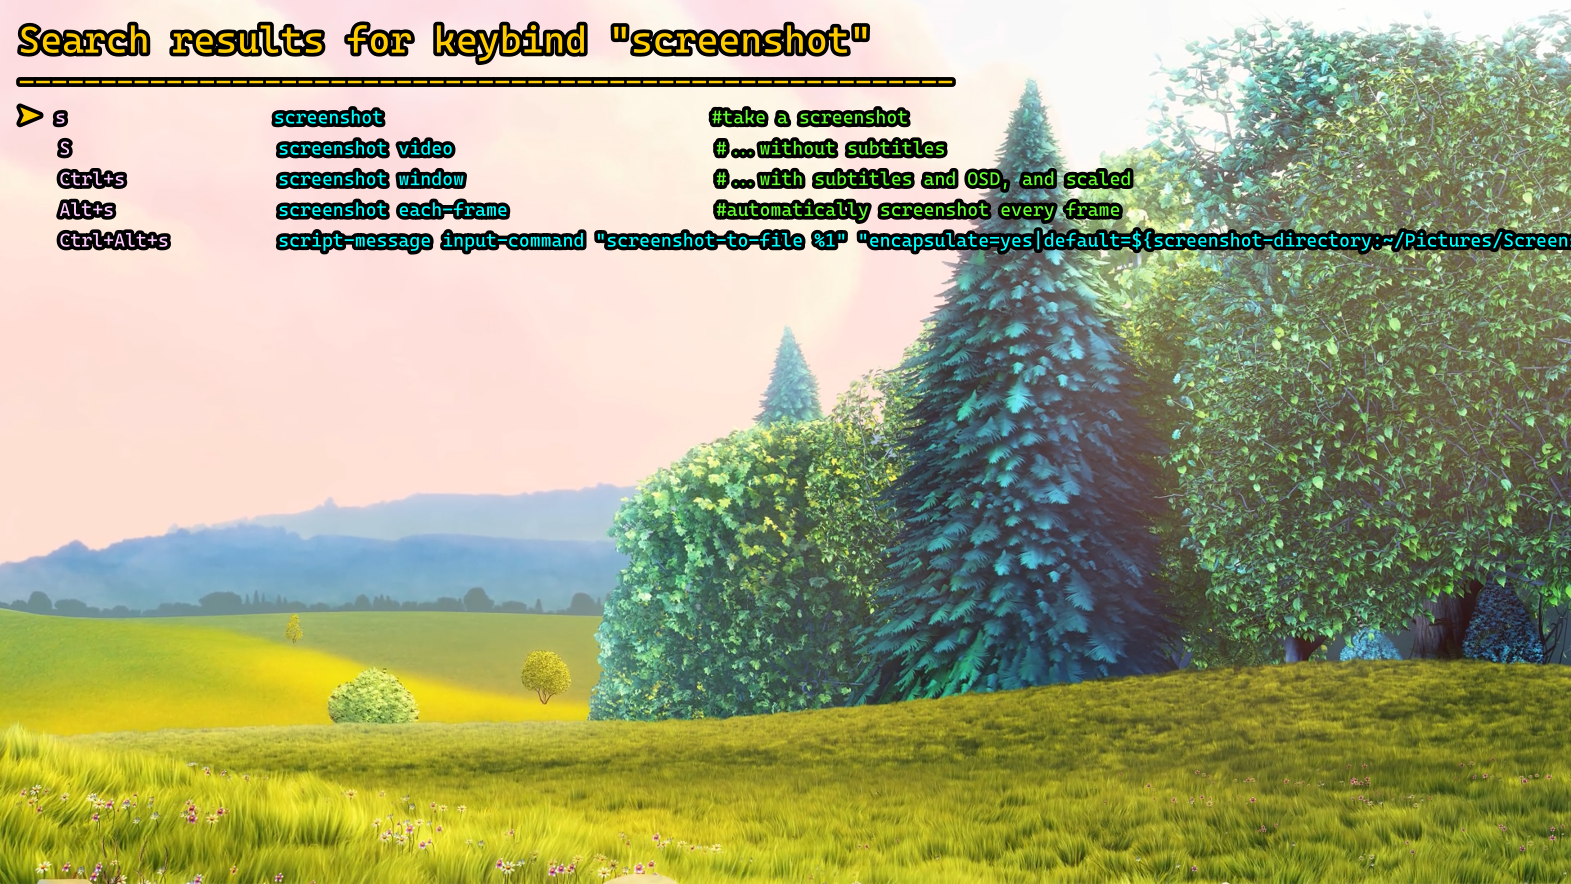 Search results for keybind "screenshot"
➤ s screenshot #take a screenshot
S screenshot video #...without subtitles
Ctrl+s screenshot window #...with subtitles and OSD, and scaled
Alt+s screenshot each-frame #automatically screenshot every frame
Ctrl+Alt+s script-message input-command "screenshot-to-file %1" "encapsulate=yes|default=${screenshot-directory:~/Pictures/Screens